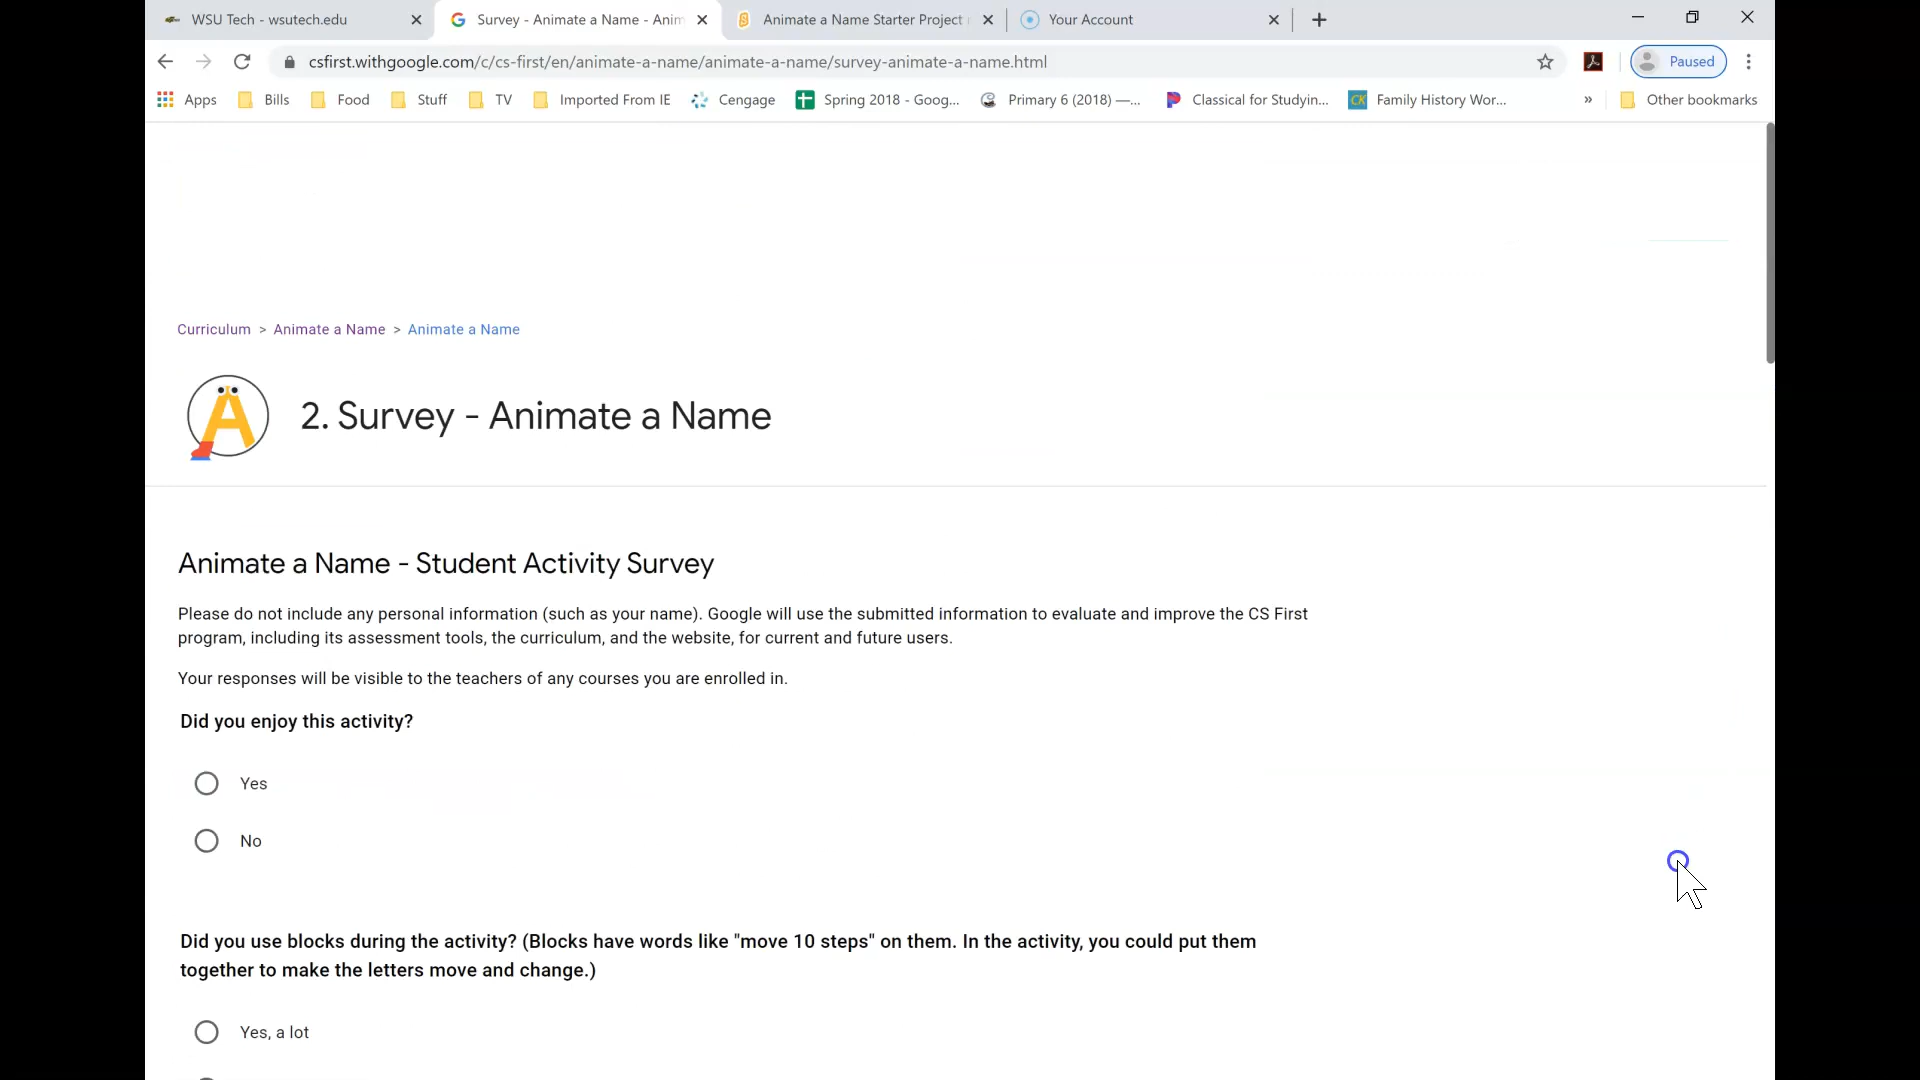 WSU Tech - wsutech.edu
Survey - Animate a Name - Anim
Animate a Name Starter Project
Your Account
csfirst.withgoogle.com/c/cs-first/en/animate-a-name/animate-a-name/survey-animate-a-name.html
Paused
Apps
Bills
Food
Stuff
TV
Imported From IE
Cengage
Spring 2018 - Goog...
Primary 6 (2018) —...
Classical for Studyin...
CK
Family History Wor...
»
Other bookmarks
Curriculum > Animate a Name > Animate a Name
2. Survey - Animate a Name
Animate a Name - Student Activity Survey
Please do not include any personal information (such as your name). Google will use the submitted information to evaluate and improve the CS First
program, including its assessment tools, the curriculum, and the website, for current and future users.
Your responses will be visible to the teachers of any courses you are enrolled in.
Did you enjoy this activity?
Yes
No
Did you use blocks during the activity? (Blocks have words like "move 10 steps" on them. In the activity, you could put them
together to make the letters move and change.)
Yes, a lot